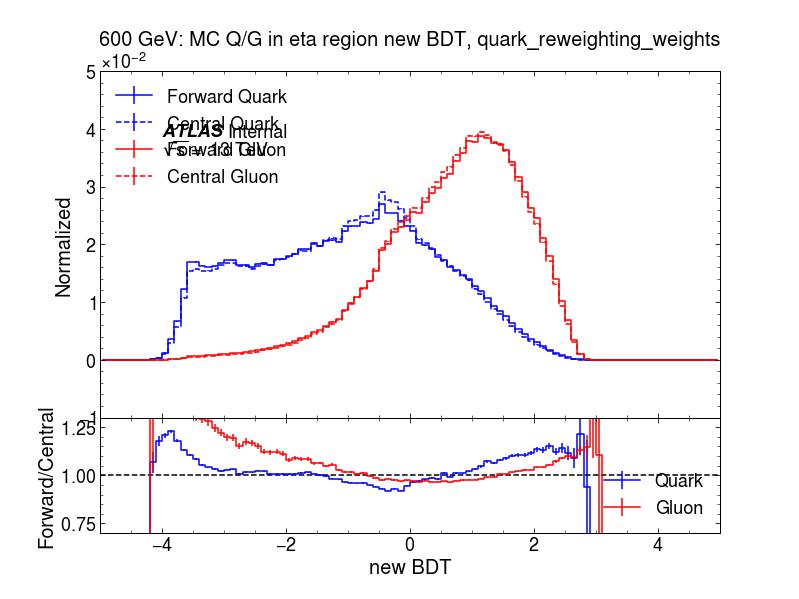 600 GeV: MC Q/G in eta region new BDT, quark_reweighting_weights
×10⁻²
5
4
3
2
1
0
−1
Normalized
Forward Quark
Central Quark
ATLAS Internal
√s = 13 TeV
Forward Gluon
Central Gluon
1.25
1.00
0.75
Forward/Central
Quark
Gluon
−4 −2 0 2 4
new BDT